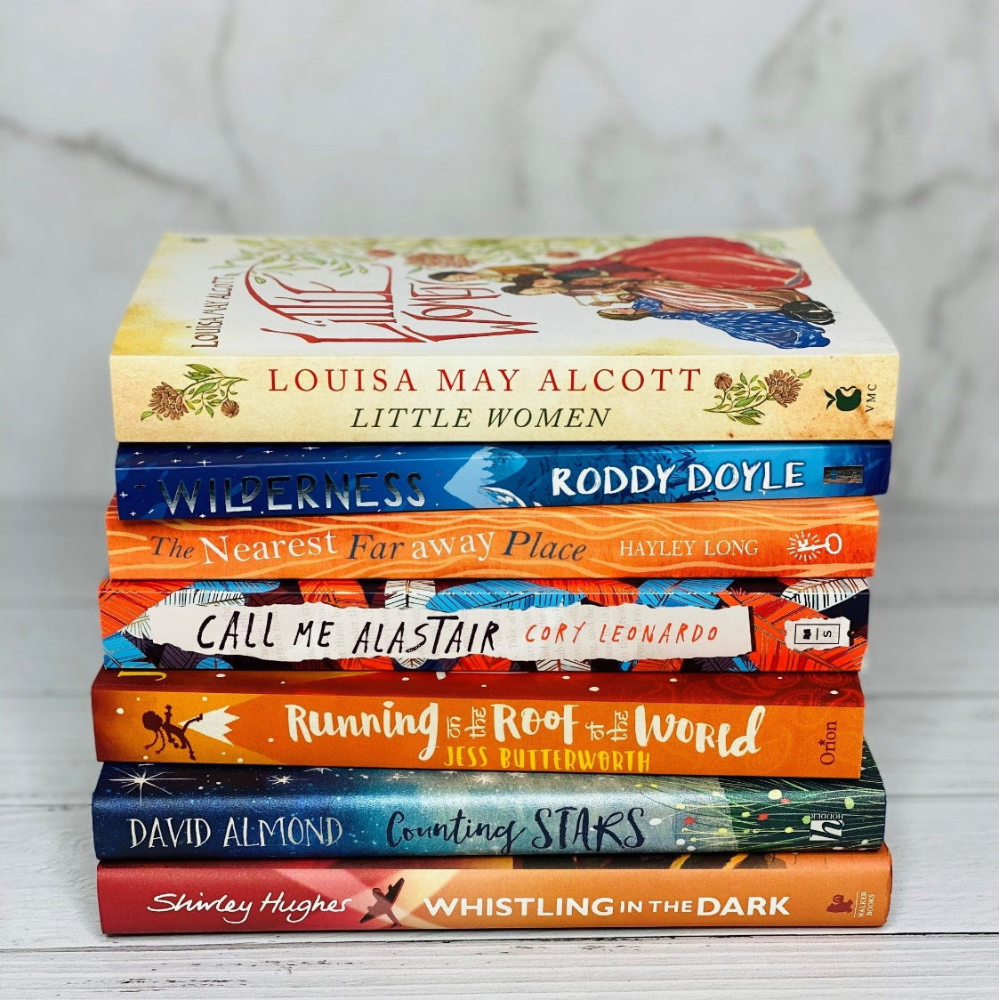 LOUISA MAY ALCOTT
LITTLE WOMEN
LOUISA MAY ALCOTT
LITTLE WOMEN
VMC
WILDERNESS RODDY DOYLE
The Nearest Far away Place HAYLEY LONG
CALL ME ALASTAIR CORY LEONARDO
S
Running on the Roof of the World
JESS BUTTERWORTH
Orion
DAVID ALMOND Counting STARS
HODDER
h
Shirley Hughes WHISTLING IN THE DARK
WALKER
BOOKS